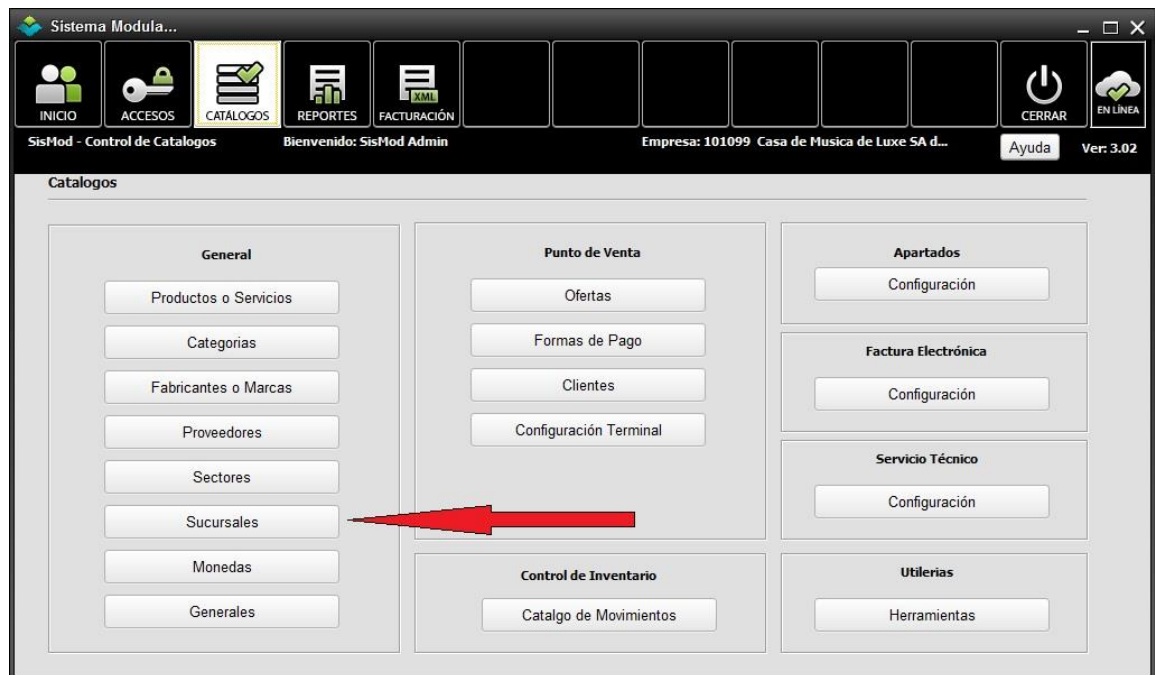 Sistema Modula...
INICIO
ACCESOS
CATÁLOGOS
REPORTES
XML
FACTURACIÓN
CERRAR
EN LÍNEA
SisMod - Control de Catalogos
Bienvenido: SisMod Admin
Empresa: 101099 Casa de Musica de Luxe SA d...
Ayuda
Ver: 3.02
Catalogos
General
Productos o Servicios
Categorias
Fabricantes o Marcas
Proveedores
Sectores
Sucursales
Monedas
Generales
Punto de Venta
Ofertas
Formas de Pago
Clientes
Configuración Terminal
Control de Inventario
Catalgo de Movimientos
Apartados
Configuración
Factura Electrónica
Configuración
Servicio Técnico
Configuración
Utilerias
Herramientas